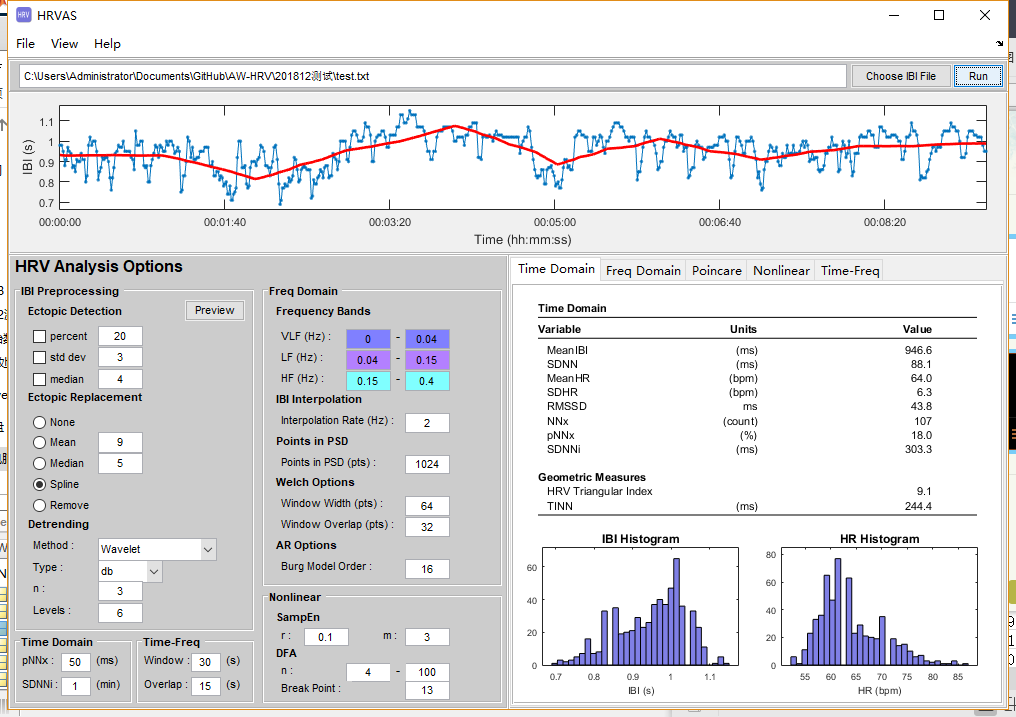 HRV HRVAS
File View Help
C:\Users\Administrator\Documents\GitHub\AW-HRV\201812测试\test.txt Choose IBI File Run
1.1
1
0.9
0.8
0.7
IBI (s)
00:00:00 00:01:40 00:03:20 00:05:00 00:06:40 00:08:20
Time (hh:mm:ss)
HRV Analysis Options
IBI Preprocessing
Ectopic Detection Preview
percent 20
std dev 3
median 4
Ectopic Replacement
None
Mean 9
Median 5
Spline
Remove
Detrending
Method : Wavelet
Type : db
n : 3
Levels : 6
Time Domain
pNNx : 50 (ms)
SDNNi : 1 (min)
Time-Freq
Window : 30 (s)
Overlap : 15 (s)
Freq Domain
Frequency Bands
VLF (Hz) : 0 - 0.04
LF (Hz) : 0.04 - 0.15
HF (Hz) : 0.15 - 0.4
IBI Interpolation
Interpolation Rate (Hz) : 2
Points in PSD
Points in PSD (pts) : 1024
Welch Options
Window Width (pts) : 64
Window Overlap (pts) : 32
AR Options
Burg Model Order : 16
Nonlinear
SampEn
r : 0.1 m : 3
DFA
n : 4 - 100
Break Point : 13
Time Domain Freq Domain Poincare Nonlinear Time-Freq
Time Domain
Variable Units Value
MeanIBI (ms) 946.6
SDNN (ms) 88.1
MeanHR (bpm) 64.0
SDHR (bpm) 6.3
RMSSD ms 43.8
NNx (count) 107
pNNx (%) 18.0
SDNNi (ms) 303.3
Geometric Measures
HRV Triangular Index 9.1
TINN (ms) 244.4
IBI Histogram
60
40
20
0
0.7 0.8 0.9 1 1.1
IBI (s)
HR Histogram
80
60
40
20
0
55 60 65 70 75 80 85
HR (bpm)